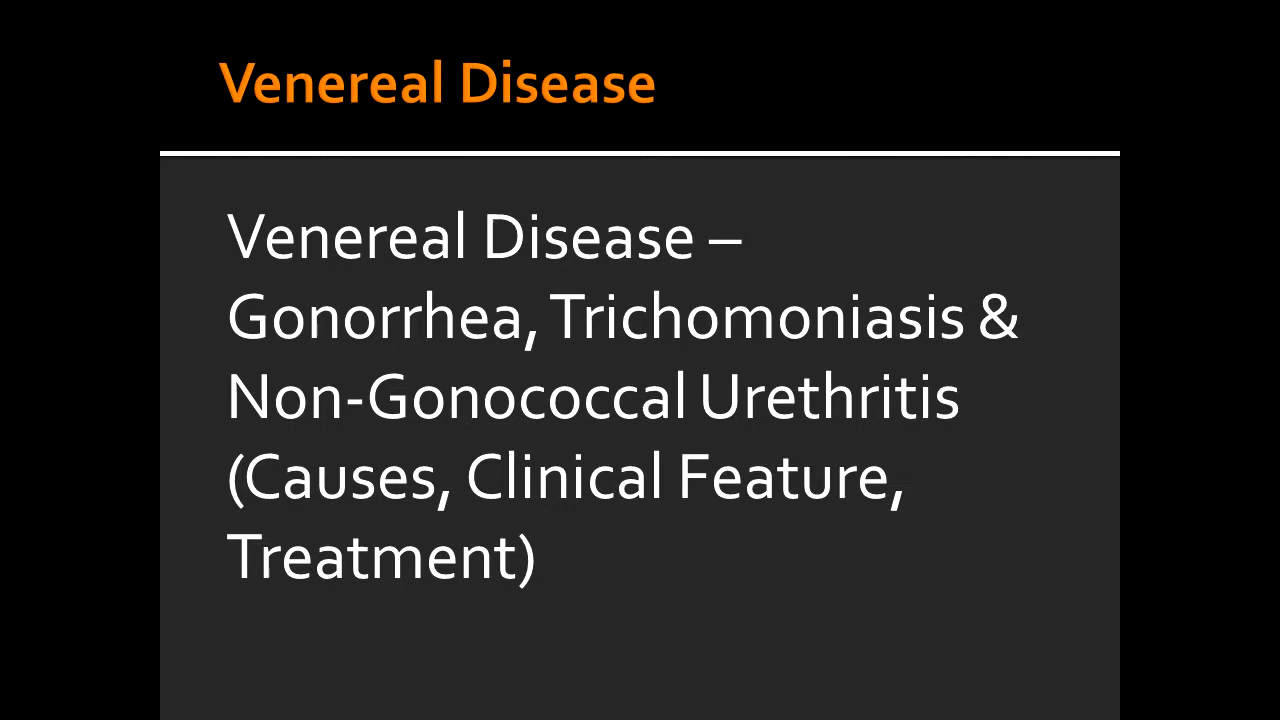 Venereal Disease
Venereal Disease –
Gonorrhea, Trichomoniasis &
Non-Gonococcal Urethritis
(Causes, Clinical Feature,
Treatment)